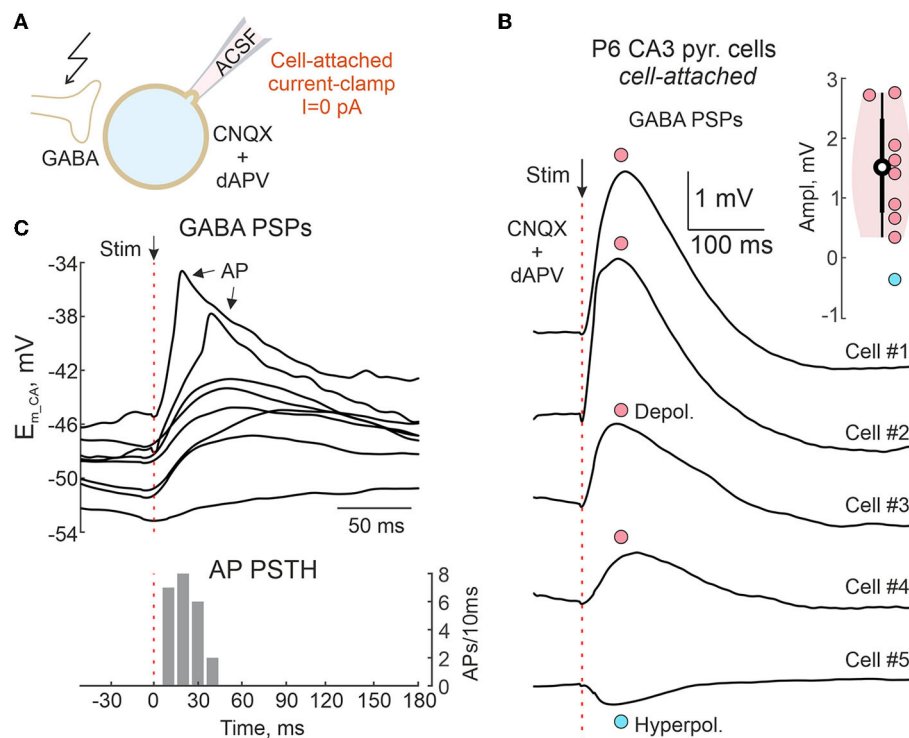 A
ACSF
Cell-attached
current-clamp
I=0 pA
GABA
CNQX
+
dAPV
B
P6 CA3 pyr. cells
cell-attached
GABA PSPs
Stim
CNQX
+
dAPV
1 mV
100 ms
Ampl, mV
3
2
1
0
-1
Cell #1
Cell #2
Depol.
Cell #3
Cell #4
Cell #5
Hyperpol.
C
GABA PSPs
Stim
AP
Em_CA, mV
-34
-38
-42
-46
-50
-54
50 ms
AP PSTH
APs/10ms
8
6
4
2
0
-30 0 30 60 90 120 150 180
Time, ms